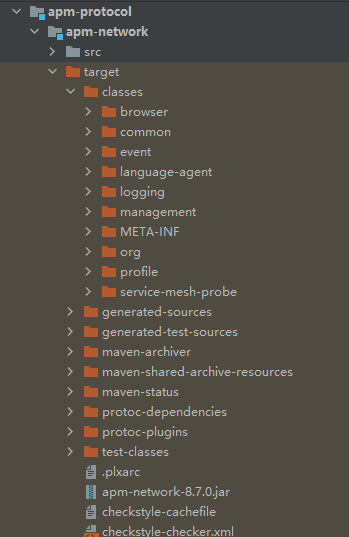 apm-protocol
apm-network
src
target
classes
browser
common
event
language-agent
logging
management
META-INF
org
profile
service-mesh-probe
generated-sources
generated-test-sources
maven-archiver
maven-shared-archive-resources
maven-status
protoc-dependencies
protoc-plugins
test-classes
.plxarc
apm-network-8.7.0.jar
checkstyle-cachefile
checkstyle-checker.xml